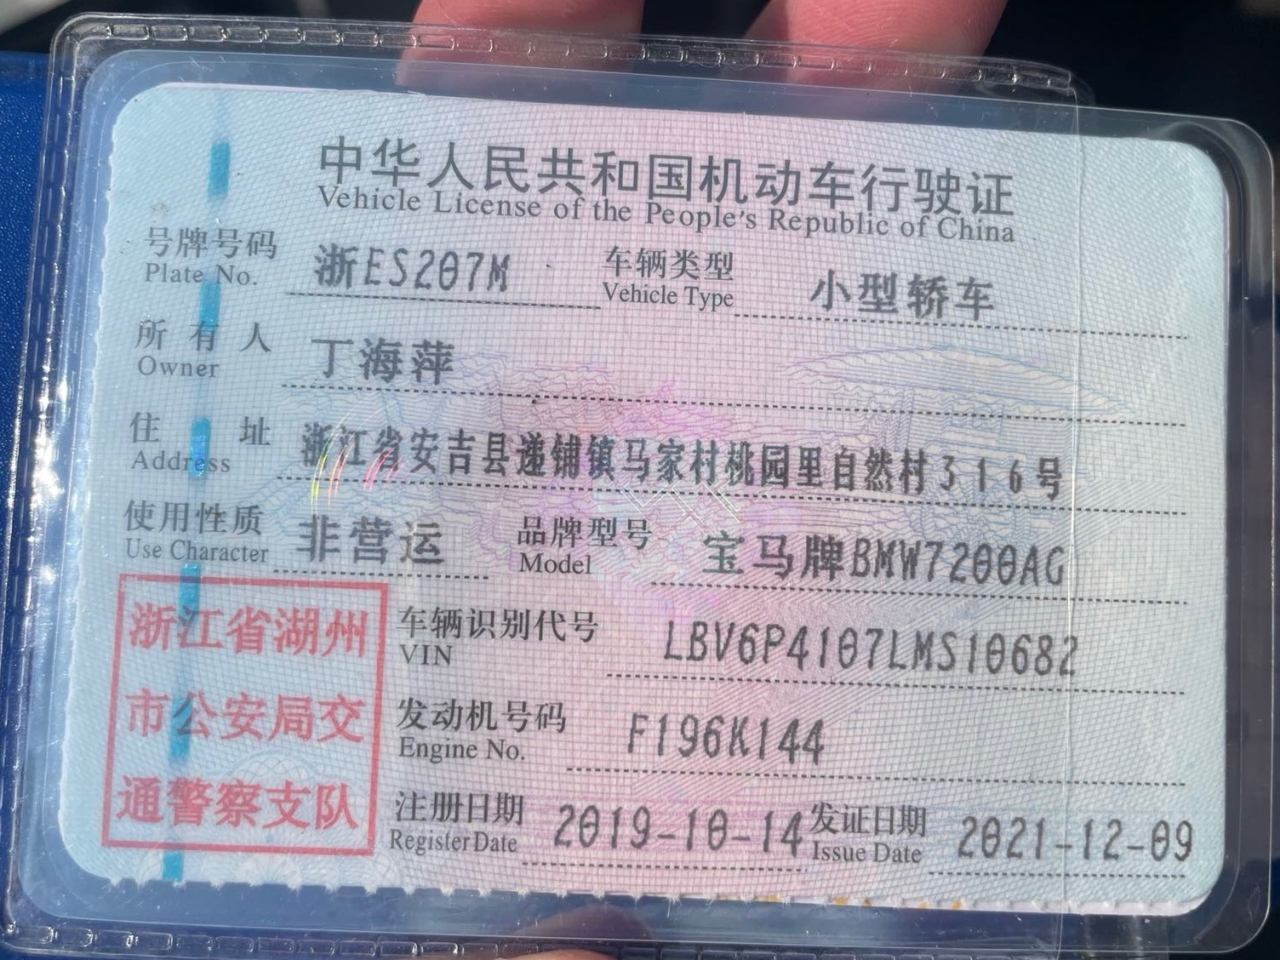 中华人民共和国机动车行驶证
Vehicle License of the People's Republic of China
号牌号码 浙ES207M 车辆类型 小型轿车
Plate No. Vehicle Type
所有人 丁海萍
Owner
住址 浙江省安吉县递铺镇马家村桃园里自然村316号
Address
使用性质 非营运 品牌型号 宝马牌BMW7200AG
Use Character Model
浙江省湖州
市公安局交
通警察支队
车辆识别代号 LBV6P4107LMS10682
VIN
发动机号码 F196K144
Engine No.
注册日期 2019-10-14 发证日期 2021-12-09
Register Date Issue Date